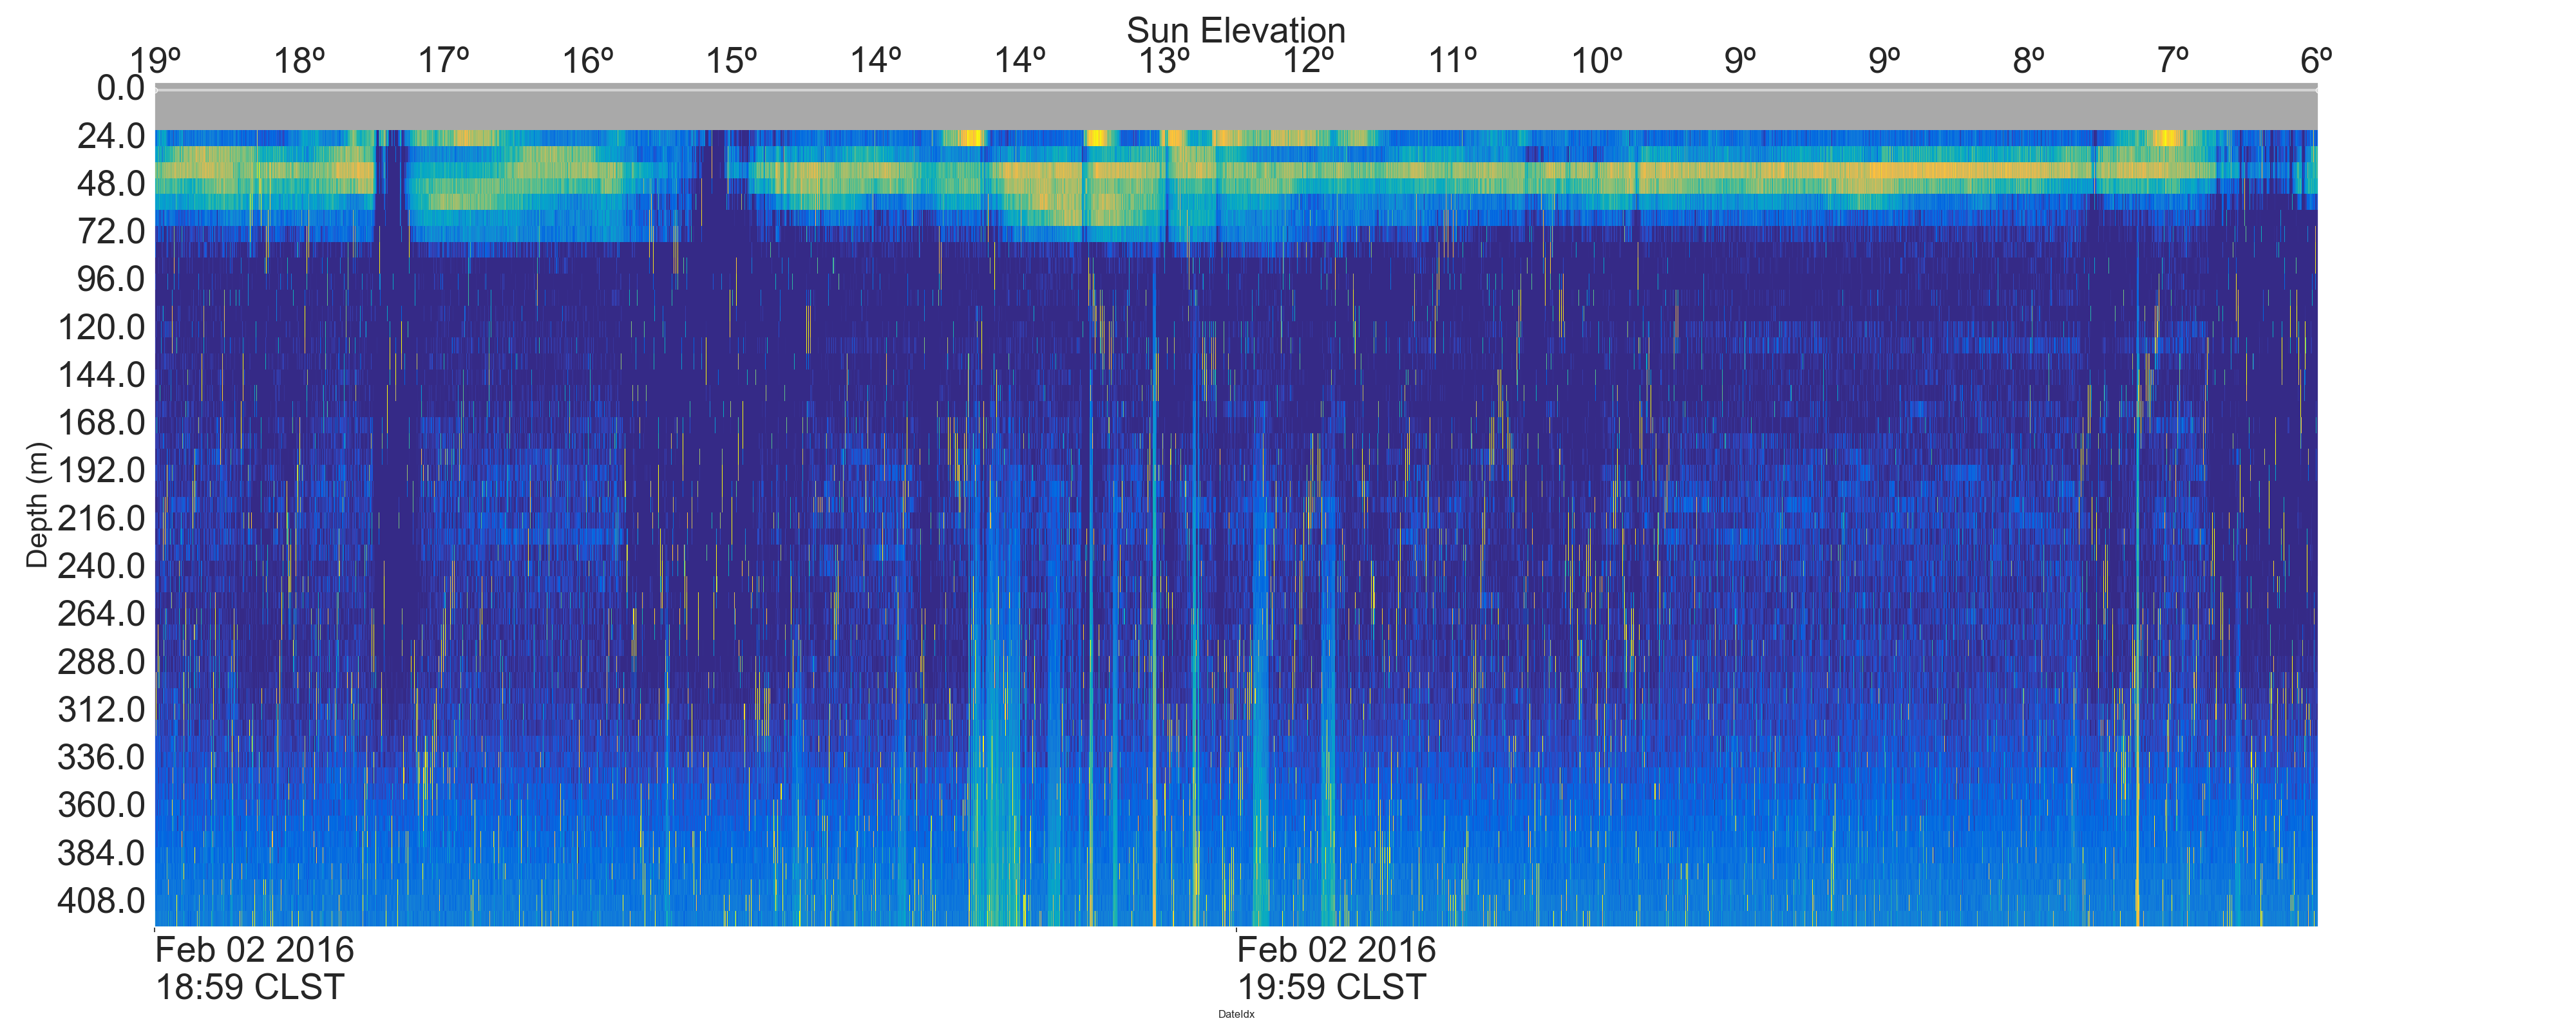 Sun Elevation
19º 18º 17º 16º 15º 14º 14º 13º 12º 11º 10º 9º 9º 8º 7º 6º
0.0
24.0
48.0
72.0
96.0
120.0
144.0
168.0
192.0
216.0
240.0
264.0
288.0
312.0
336.0
360.0
384.0
408.0
Depth (m)
Feb 02 2016
18:59 CLST
Feb 02 2016
19:59 CLST
DateIdx